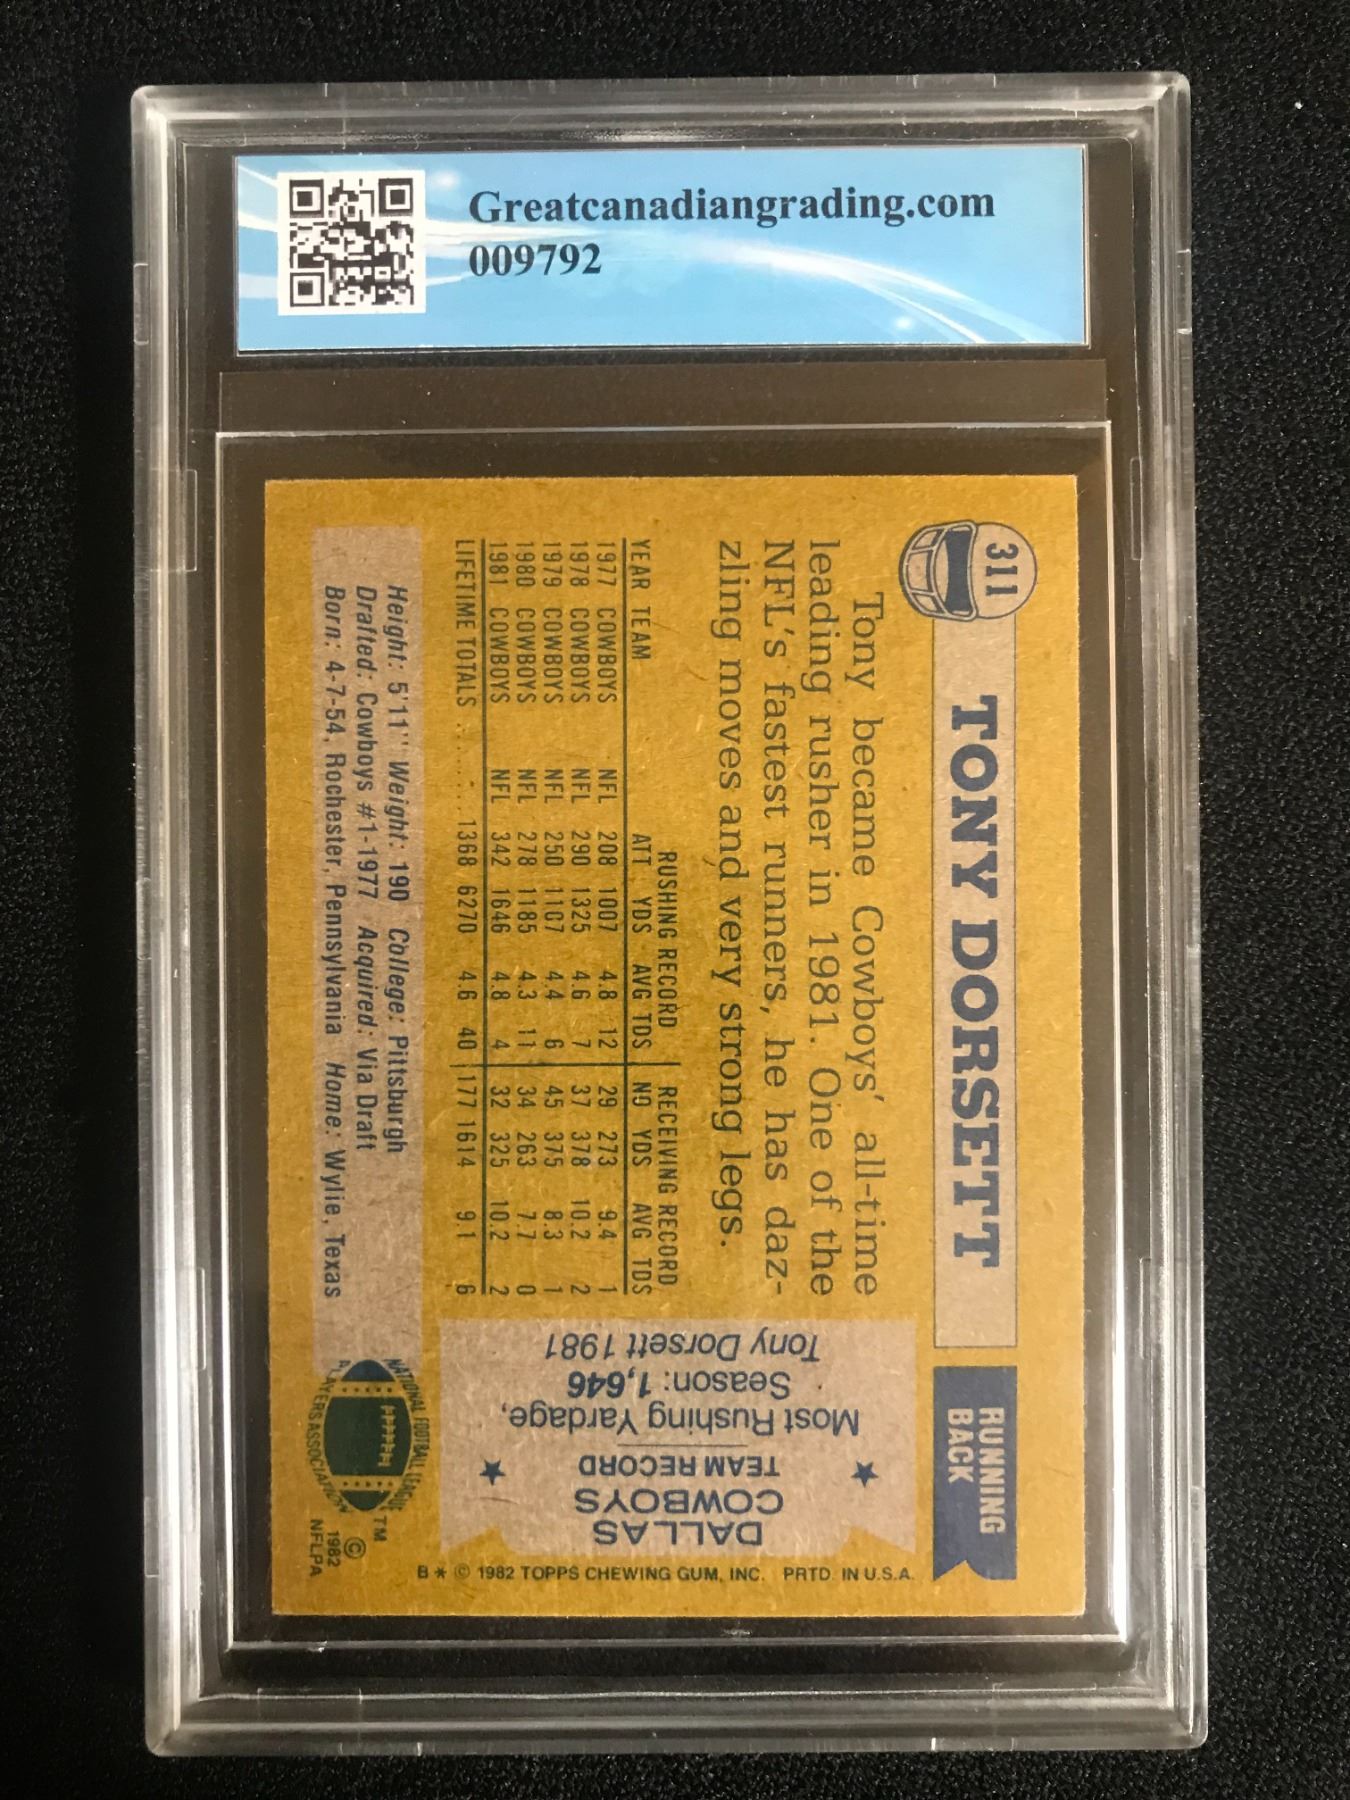 Greatcanadiangrading.com
009792
311 TONY DORSETT RUNNING BACK
Tony became Cowboys' all-time
leading rusher in 1981. One of the
NFL's fastest runners, he has daz-
zling moves and very strong legs.
RUSHING RECORD RECEIVING RECORD
YEAR TEAM ATT YDS AVG TDS NO YDS AVG TDS
1977 COWBOYS NFL 208 1007 4.8 12 29 273 9.4 1
1978 COWBOYS NFL 290 1325 4.6 7 37 378 10.2 2
1979 COWBOYS NFL 250 1107 4.4 6 45 375 8.3 1
1980 COWBOYS NFL 278 1185 4.3 11 34 263 7.7 0
1981 COWBOYS NFL 342 1646 4.8 4 32 325 10.2 2
LIFETIME TOTALS . . . . . . 1368 6270 4.6 40 177 1614 9.1 6
Height: 5'11" Weight: 190 College: Pittsburgh
Drafted: Cowboys #1-1977 Acquired: Via Draft
Born: 4-7-54, Rochester, Pennsylvania Home: Wylie, Texas
DALLAS
COWBOYS
TEAM RECORD
Most Rushing Yardage,
Season: 1,646
Tony Dorsett 1981
NATIONAL FOOTBALL LEAGUE
PLAYERS ASSOCIATION
TM
©
1982
NFLPA
B * © 1982 TOPPS CHEWING GUM, INC. PRTD. IN U.S.A.